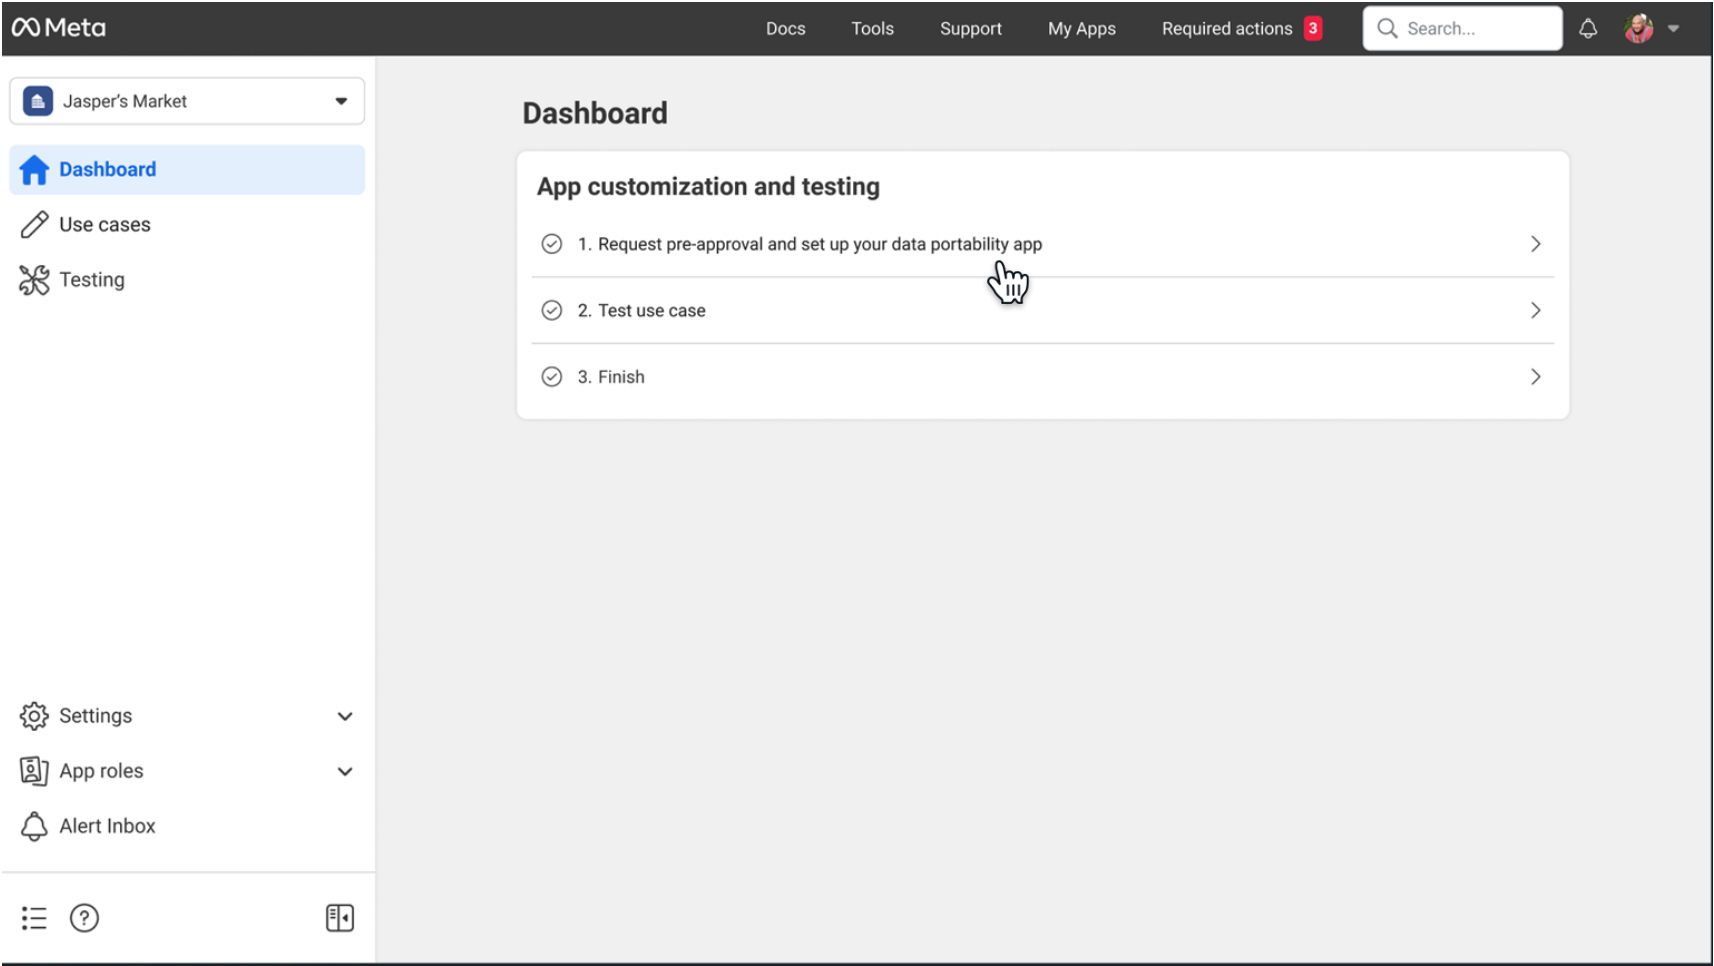 Meta
Docs
Tools
Support
My Apps
Required actions 3
Search...
Jasper's Market
Dashboard
Use cases
Testing
Settings
App roles
Alert Inbox
?
Dashboard
App customization and testing
1. Request pre-approval and set up your data portability app
2. Test use case
3. Finish